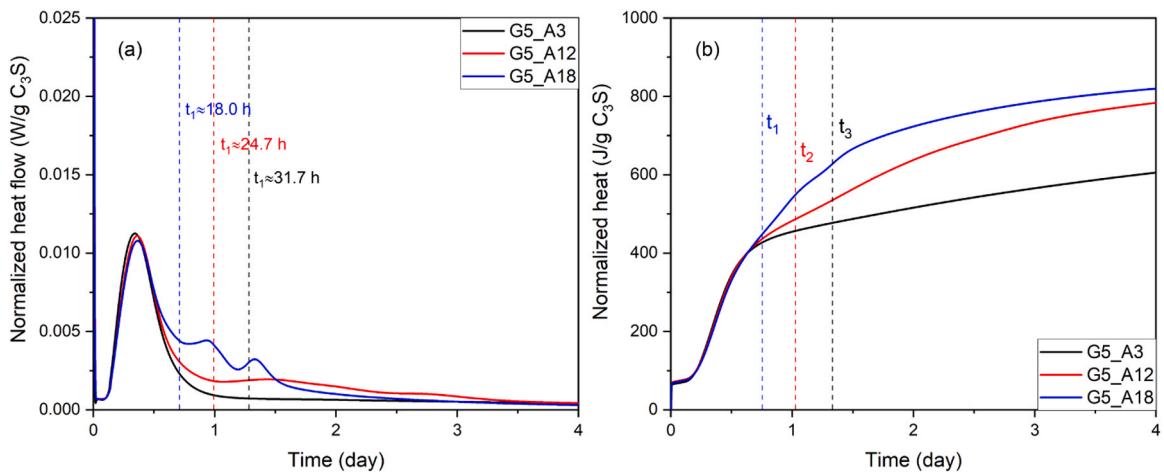 (a)
G5_A3
G5_A12
G5_A18
t₁≈18.0 h
t₁≈24.7 h
t₁≈31.7 h
Normalized heat flow (W/g C₃S)
0.025
0.020
0.015
0.010
0.005
0.000
0 1 2 3 4
Time (day)
(b)
t₁
t₂
t₃
Normalized heat (J/g C₃S)
1000
800
600
400
200
0
G5_A3
G5_A12
G5_A18
0 1 2 3 4
Time (day)